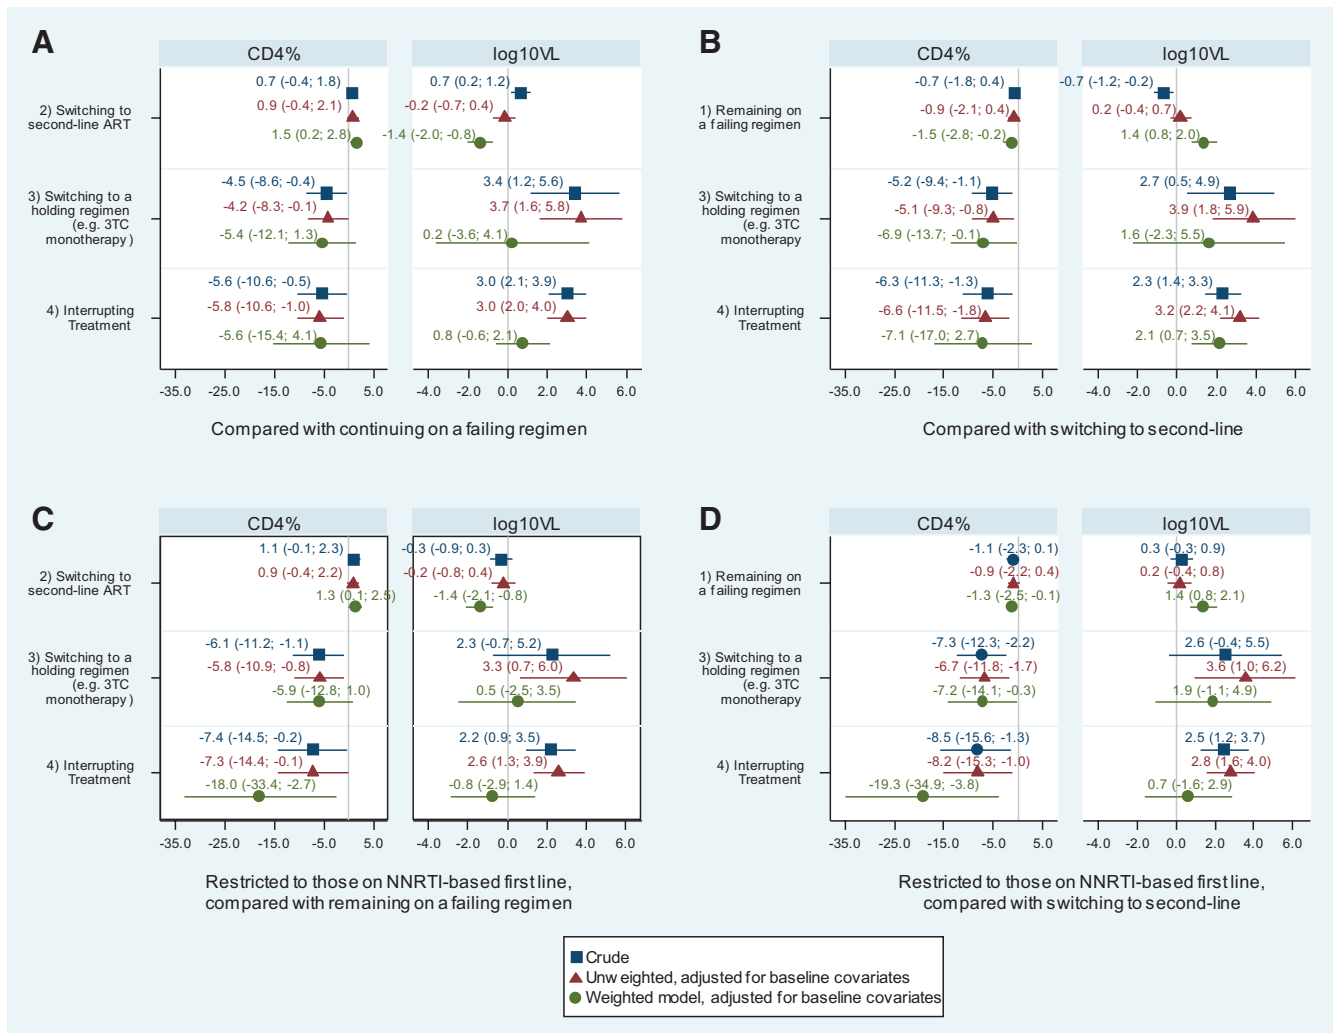 A
CD4%
log10VL
2) Switching to
second-line ART
0.7 (-0.4; 1.8)
0.9 (-0.4; 2.1)
1.5 (0.2; 2.8)
0.7 (0.2; 1.2)
-0.2 (-0.7; 0.4)
-1.4 (-2.0; -0.8)
3) Switching to a
holding regimen
(e.g. 3TC
monotherapy)
-4.5 (-8.6; -0.4)
-4.2 (-8.3; -0.1)
-5.4 (-12.1; 1.3)
3.4 (1.2; 5.6)
3.7 (1.6; 5.8)
0.2 (-3.6; 4.1)
4) Interrupting
Treatment
-5.6 (-10.6; -0.5)
-5.8 (-10.6; -1.0)
-5.6 (-15.4; 4.1)
3.0 (2.1; 3.9)
3.0 (2.0; 4.0)
0.8 (-0.6; 2.1)
-35.0 -25.0 -15.0 -5.0 5.0
-4.0 -2.0 0.0 2.0 4.0 6.0
Compared with continuing on a failing regimen
B
CD4%
log10VL
1) Remaining on
a failing regimen
-0.7 (-1.8; 0.4)
-0.9 (-2.1; 0.4)
-1.5 (-2.8; -0.2)
-0.7 (-1.2; -0.2)
0.2 (-0.4; 0.7)
1.4 (0.8; 2.0)
3) Switching to a
holding regimen
(e.g. 3TC
monotherapy
-5.2 (-9.4; -1.1)
-5.1 (-9.3; -0.8)
-6.9 (-13.7; -0.1)
2.7 (0.5; 4.9)
3.9 (1.8; 5.9)
1.6 (-2.3; 5.5)
4) Interrupting
Treatment
-6.3 (-11.3; -1.3)
-6.6 (-11.5; -1.8)
-7.1 (-17.0; 2.7)
2.3 (1.4; 3.3)
3.2 (2.2; 4.1)
2.1 (0.7; 3.5)
-35.0 -25.0 -15.0 -5.0 5.0
-4.0 -2.0 0.0 2.0 4.0 6.0
Compared with switching to second-line
C
CD4%
log10VL
2) Switching to
second-line ART
1.1 (-0.1; 2.3)
0.9 (-0.4; 2.2)
1.3 (0.1; 2.5)
-0.3 (-0.9; 0.3)
-0.2 (-0.8; 0.4)
-1.4 (-2.1; -0.8)
3) Switching to a
holding regimen
(e.g. 3TC
monotherapy)
-6.1 (-11.2; -1.1)
-5.8 (-10.9; -0.8)
-5.9 (-12.8; 1.0)
2.3 (-0.7; 5.2)
3.3 (0.7; 6.0)
0.5 (-2.5; 3.5)
4) Interrupting
Treatment
-7.4 (-14.5; -0.2)
-7.3 (-14.4; -0.1)
-18.0 (-33.4; -2.7)
2.2 (0.9; 3.5)
2.6 (1.3; 3.9)
-0.8 (-2.9; 1.4)
-35.0 -25.0 -15.0 -5.0 5.0
-4.0 -2.0 0.0 2.0 4.0 6.0
Restricted to those on NNRTI-based first line,
compared with remaining on a failing regimen
D
CD4%
log10VL
1) Remaining on
a failing regimen
-1.1 (-2.3; 0.1)
-0.9 (-2.2; 0.4)
-1.3 (-2.5; -0.1)
0.3 (-0.3; 0.9)
0.2 (-0.4; 0.8)
1.4 (0.8; 2.1)
3) Switching to a
holding regimen
(e.g. 3TC
monotherapy
-7.3 (-12.3; -2.2)
-6.7 (-11.8; -1.7)
-7.2 (-14.1; -0.3)
2.6 (-0.4; 5.5)
3.6 (1.0; 6.2)
1.9 (-1.1; 4.9)
4) Interrupting
Treatment
-8.5 (-15.6; -1.3)
-8.2 (-15.3; -1.0)
-19.3 (-34.9; -3.8)
2.5 (1.2; 3.7)
2.8 (1.6; 4.0)
0.7 (-1.6; 2.9)
-35.0 -25.0 -15.0 -5.0 5.0
-4.0 -2.0 0.0 2.0 4.0 6.0
Restricted to those on NNRTI-based first line,
compared with switching to second-line
Crude
Unweighted, adjusted for baseline covariates
Weighted model, adjusted for baseline covariates